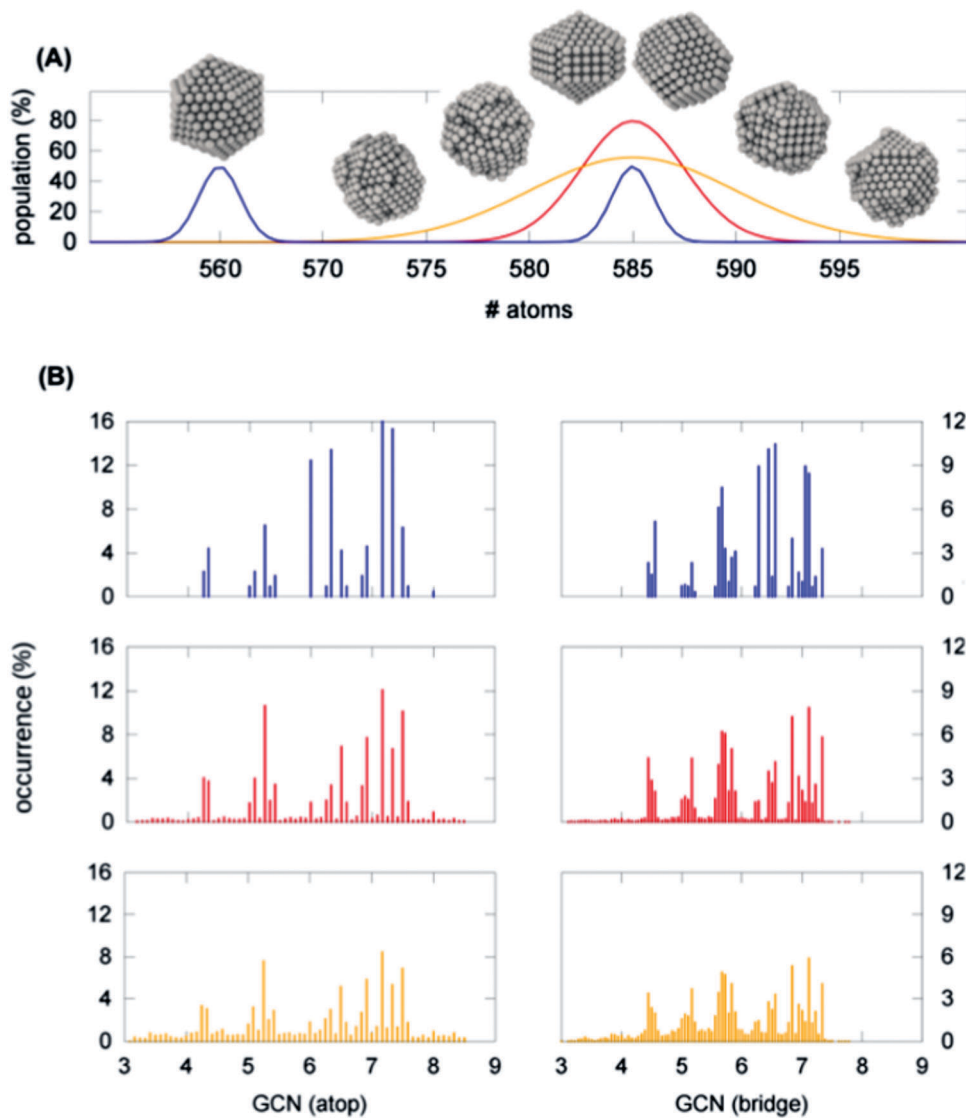 (A)
population (%)
80
60
40
20
0
560 570 575 580 585 590 595
# atoms
(B)
occurrence (%)
16 12
12 9
8 6
4 3
0 0
16 12
12 9
8 6
4 3
0 0
16 12
12 9
8 6
4 3
0 0
3 4 5 6 7 8 9 3 4 5 6 7 8 9
GCN (atop) GCN (bridge)